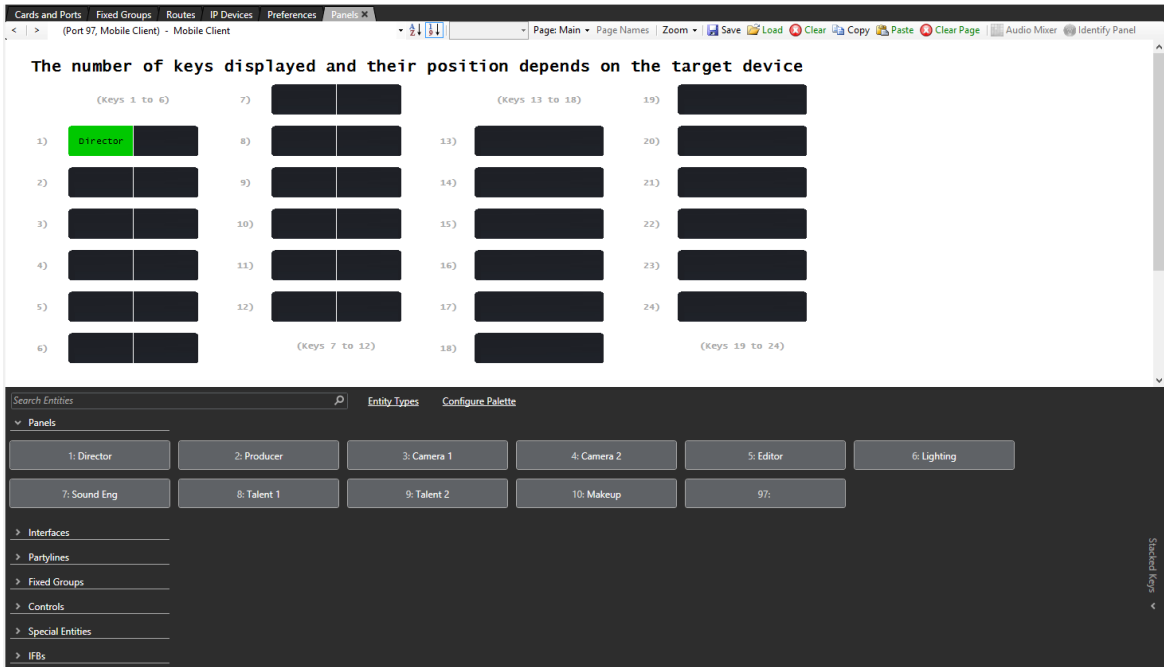 Cards and Ports Fixed Groups Routes IP Devices Preferences Panels ×
< > (Port 97, Mobile Client) - Mobile Client Page: Main Page Names Zoom Save Load Clear Copy Paste Clear Page Audio Mixer Identify Panel
The number of keys displayed and their position depends on the target device
(Keys 1 to 6) 7) (Keys 13 to 18) 19)
1) Director 8) 13) 20)
2) 9) 14) 21)
3) 10) 15) 22)
4) 11) 16) 23)
5) 12) 17) 24)
6) (Keys 7 to 12) 18) (Keys 19 to 24)
Search Entities Entity Types Configure Palette
Panels
1: Director 2: Producer 3: Camera 1 4: Camera 2 5: Editor 6: Lighting
7: Sound Eng 8: Talent 1 9: Talent 2 10: Makeup 97:
Interfaces
Partylines
Fixed Groups
Controls
Special Entities
IFBs
Stacked Keys